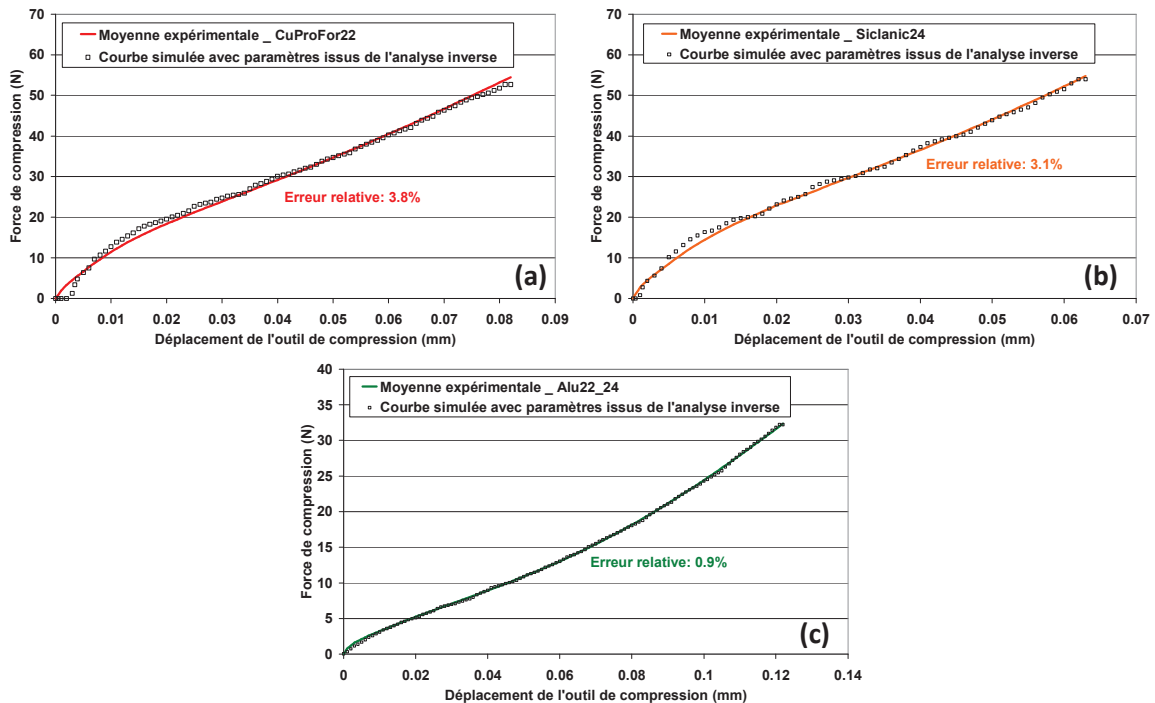 70
60
50
40
30
20
10
0
Force de compression (N)
Moyenne expérimentale _ CuProFor22
Courbe simulée avec paramètres issus de l'analyse inverse
Erreur relative: 3.8%
(a)
0 0.01 0.02 0.03 0.04 0.05 0.06 0.07 0.08 0.09
Déplacement de l'outil de compression (mm)
70
60
50
40
30
20
10
0
Force de compression (N)
Moyenne expérimentale _ Siclanic24
Courbe simulée avec paramètres issus de l'analyse inverse
Erreur relative: 3.1%
(b)
0 0.01 0.02 0.03 0.04 0.05 0.06 0.07
Déplacement de l'outil de compression (mm)
40
35
30
25
20
15
10
5
0
Force de compression (N)
Moyenne expérimentale _ Alu22_24
Courbe simulée avec paramètres issus de l'analyse inverse
Erreur relative: 0.9%
(c)
0 0.02 0.04 0.06 0.08 0.1 0.12 0.14
Déplacement de l'outil de compression (mm)